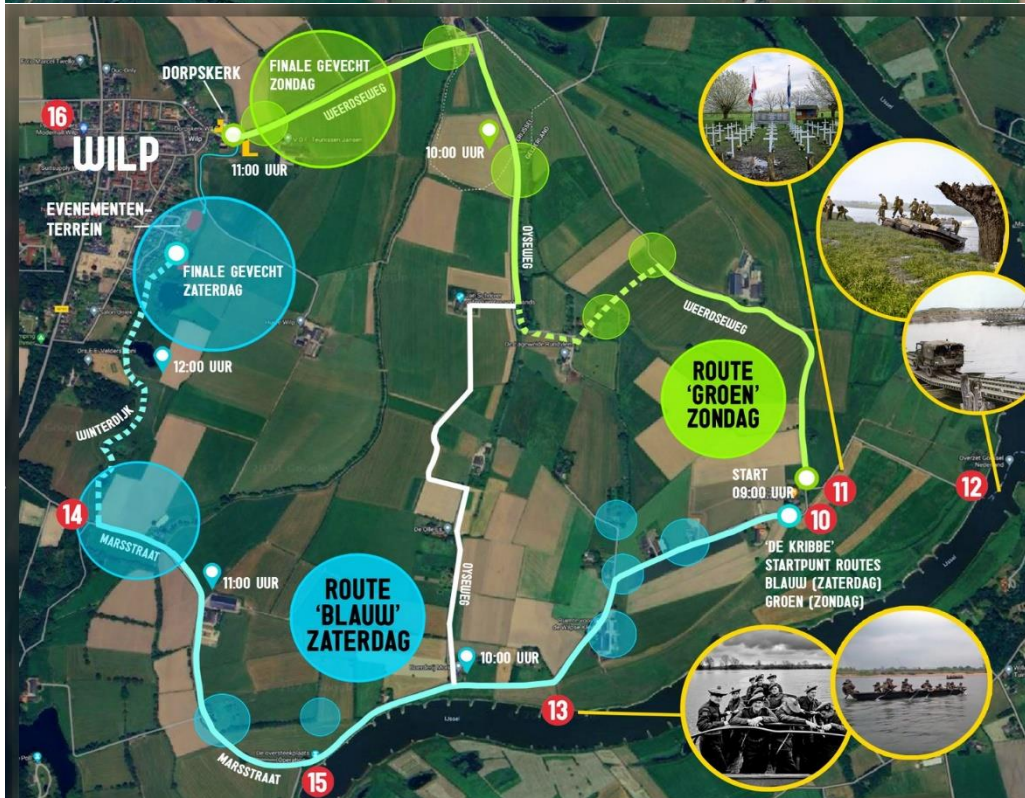 DORPSKERK
FINALE GEVECHT
ZONDAG
WEERDSEWEG
16
WILP
11:00 UUR
10:00 UUR
EVENEMENTEN-
TERREIN
FINALE GEVECHT
ZATERDAG
OYSEWEG
WEERDSEWEG
12:00 UUR
WINTERDIJK
ROUTE
'GROEN'
ZONDAG
START
09:00 UUR
11
12
10
14
MARSSTRAAT
'DE KRIBBE'
STARTPUNT ROUTES
BLAUW (ZATERDAG)
GROEN (ZONDAG)
11:00 UUR
ROUTE
'BLAUW'
ZATERDAG
OYSEWEG
10:00 UUR
13
IJssel
MARSSTRAAT
15